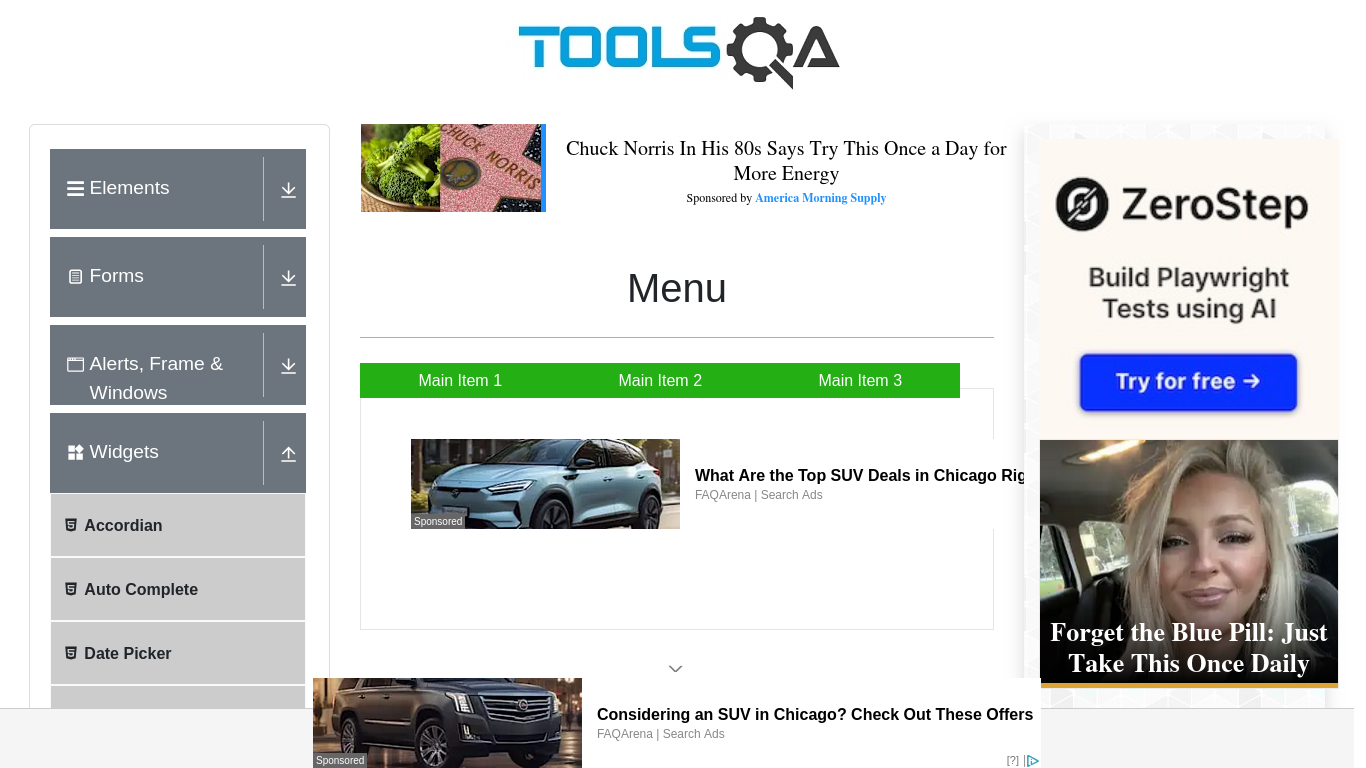 TOOLSQA
Elements
Forms
Alerts, Frame &
Windows
Widgets
Accordian
Auto Complete
Date Picker
CHUCK NORRIS
Chuck Norris In His 80s Says Try This Once a Day for
More Energy
Sponsored by America Morning Supply
Menu
Main Item 1
Main Item 2
Main Item 3
Sponsored
What Are the Top SUV Deals in Chicago Rig
FAQArena | Search Ads
ZeroStep
Build Playwright
Tests using AI
Try for free →
Forget the Blue Pill: Just
Take This Once Daily
Sponsored
Considering an SUV in Chicago? Check Out These Offers
FAQArena | Search Ads
[?] |